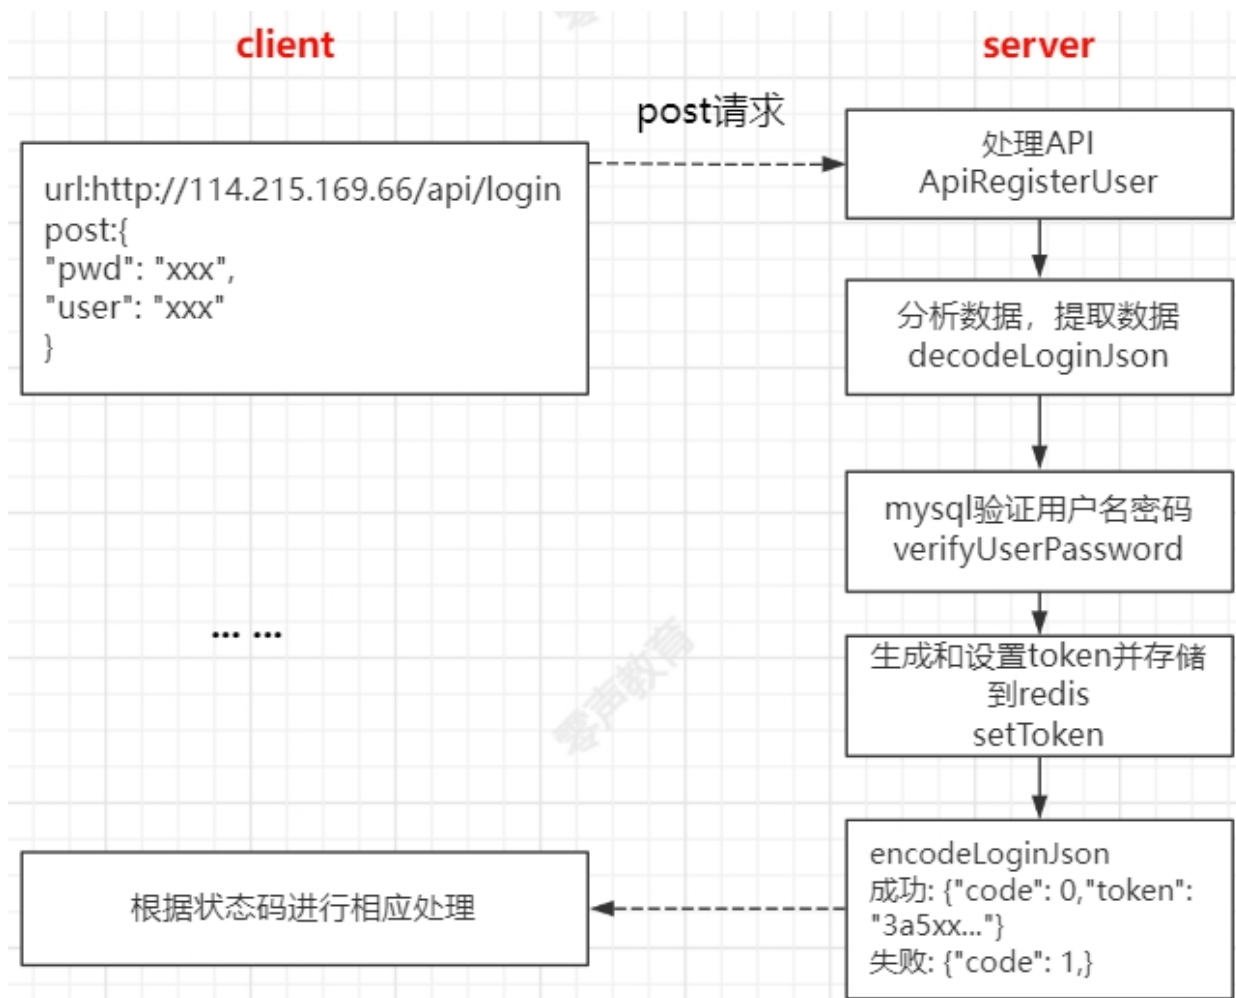 client
server
post请求
url:http://114.215.169.66/api/login
post:{
"pwd": "xxx",
"user": "xxx"
}
处理API
ApiRegisterUser
分析数据，提取数据
decodeLoginJson
mysql验证用户名密码
verifyUserPassword
... ...
零声教育
生成和设置token并存储
到redis
setToken
encodeLoginJson
成功: {"code": 0,"token":
"3a5xx..."}
失败: {"code": 1,}
根据状态码进行相应处理